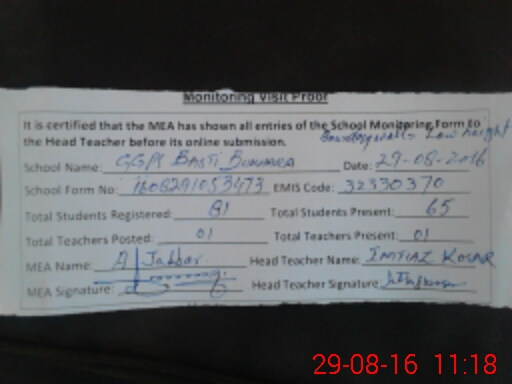 Monitoring Visit Proof
It is certified that the MEA has shown all entries of the School Monitoring Form to
the Head Teacher before its online submission. Low height
School Name: GGPS Basti Date: 29-08-2016
School Form No: 1608291053473 EMIS Code: 32330370
Total Students Registered: 81 Total Students Present: 65
Total Teachers Posted: 01 Total Teachers Present: 01
MEA Name: A Jabbar Head Teacher Name: IMTIAZ KOSAR
MEA Signature: Head Teacher Signature:
29-08-16 11:18